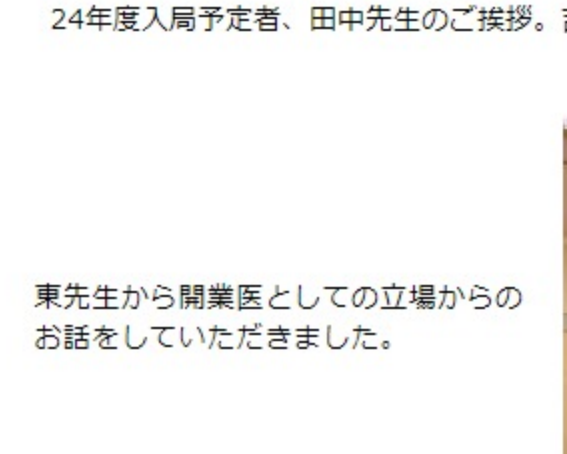 24年度入局予定者、田中先生のご挨拶。
東先生から開業医としての立場からの
お話をしていただきました。